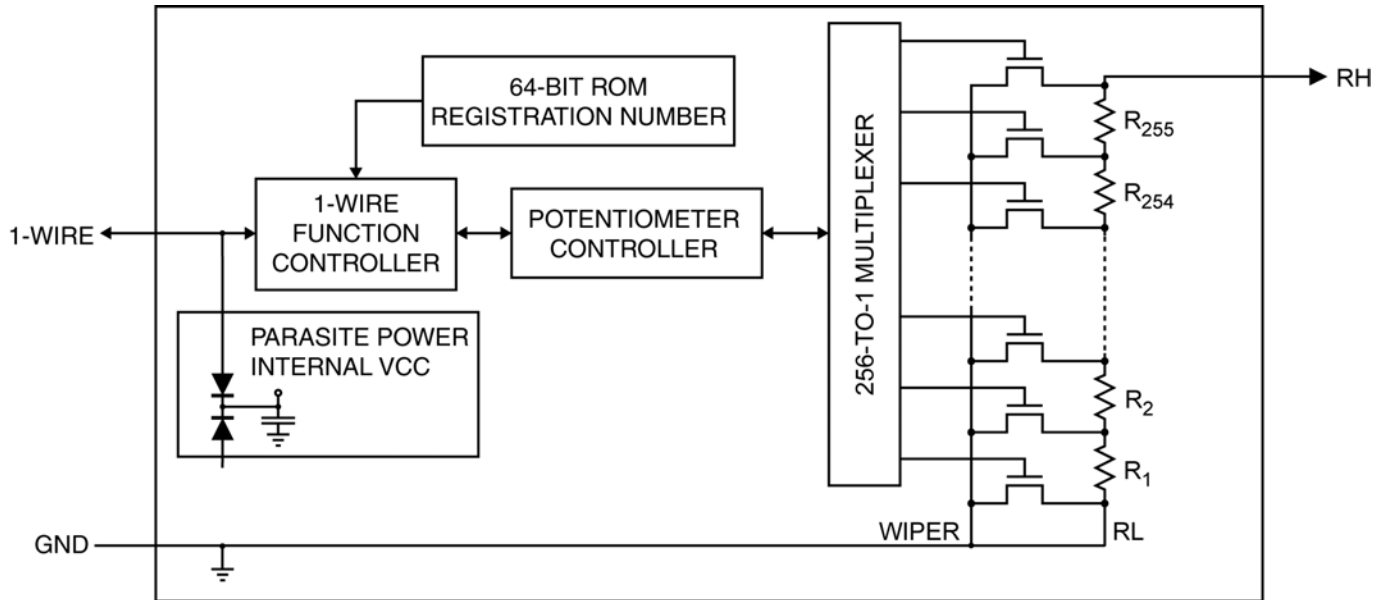 64-BIT ROM
REGISTRATION NUMBER
RH
R255
R254
1-WIRE
1-WIRE
FUNCTION
CONTROLLER
POTENTIOMETER
CONTROLLER
256-TO-1 MULTIPLEXER
PARASITE POWER
INTERNAL VCC
R2
R1
WIPER
RL
GND